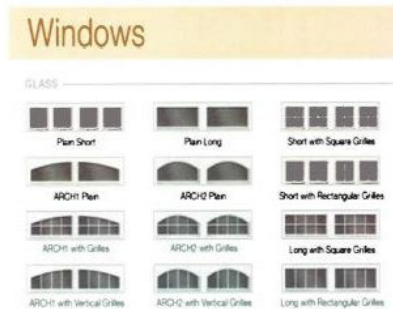 Windows
GLASS
Plain Short
Plain Long
Short with Square Grilles
ARCH1 Plain
ARCH2 Plain
Short with Rectangular Grilles
ARCH1 with Grilles
ARCH2 with Grilles
Long with Square Grilles
ARCH1 with Vertical Grilles
ARCH2 with Vertical Grilles
Long with Rectangular Grilles